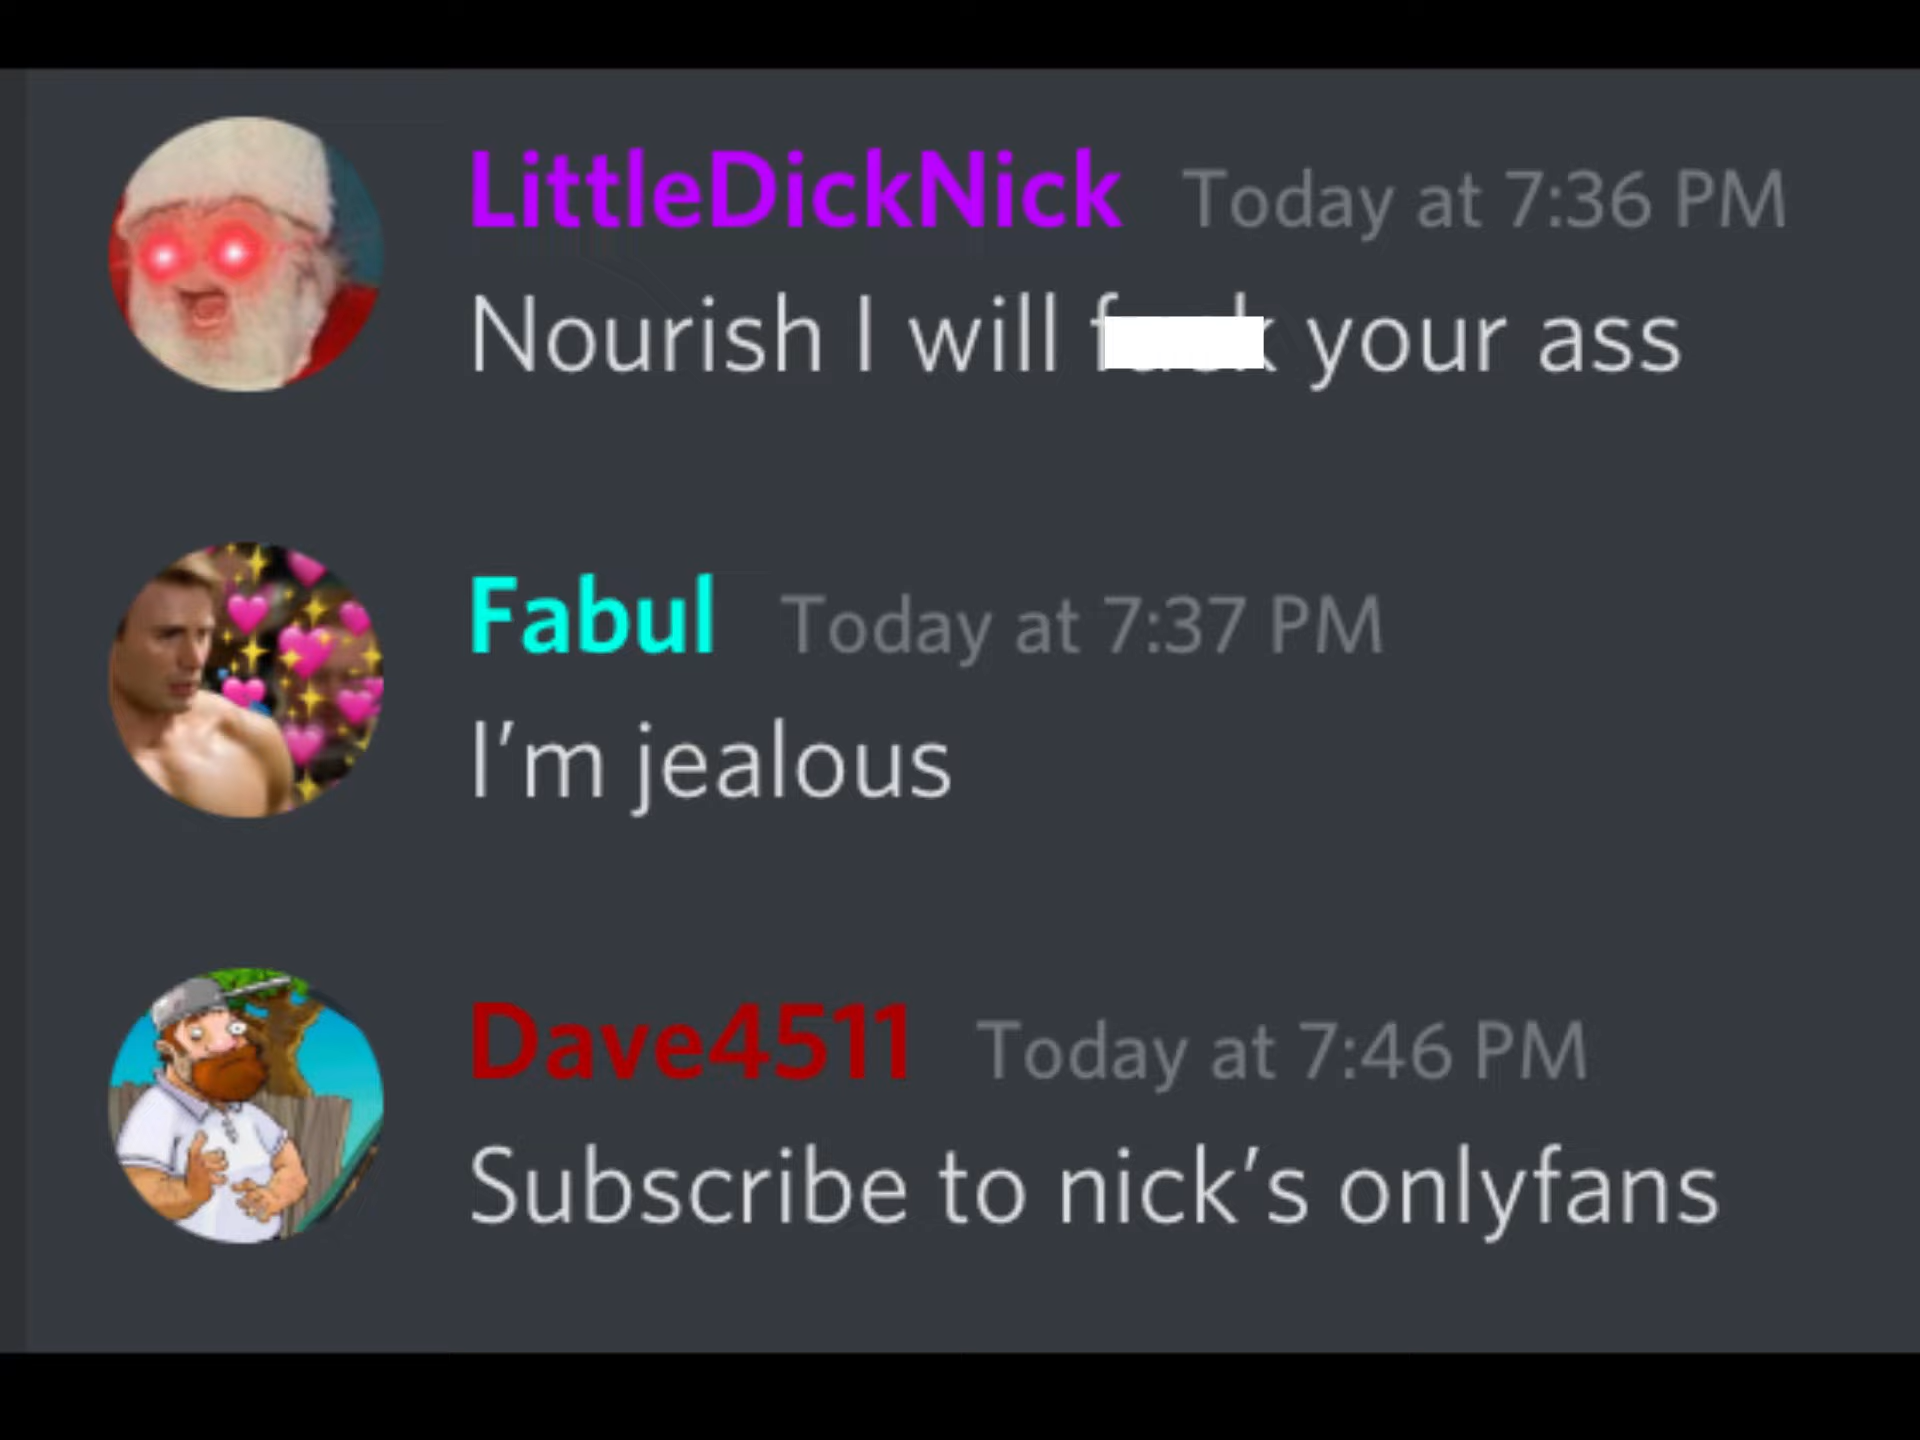 LittleDickNick Today at 7:36 PM
Nourish I will your ass
Fabul Today at 7:37 PM
I'm jealous
Dave4511 Today at 7:46 PM
Subscribe to nick's onlyfans